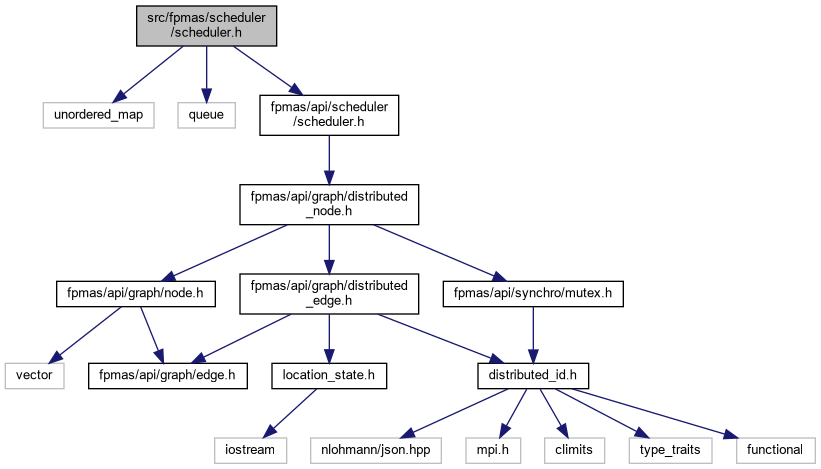 src/fpmas/scheduler
/scheduler.h
unordered_map
queue
fpmas/api/scheduler
/scheduler.h
fpmas/api/graph/distributed
_node.h
fpmas/api/graph/node.h
fpmas/api/graph/distributed
_edge.h
fpmas/api/synchro/mutex.h
vector
fpmas/api/graph/edge.h
location_state.h
distributed_id.h
iostream
nlohmann/json.hpp
mpi.h
climits
type_traits
functional